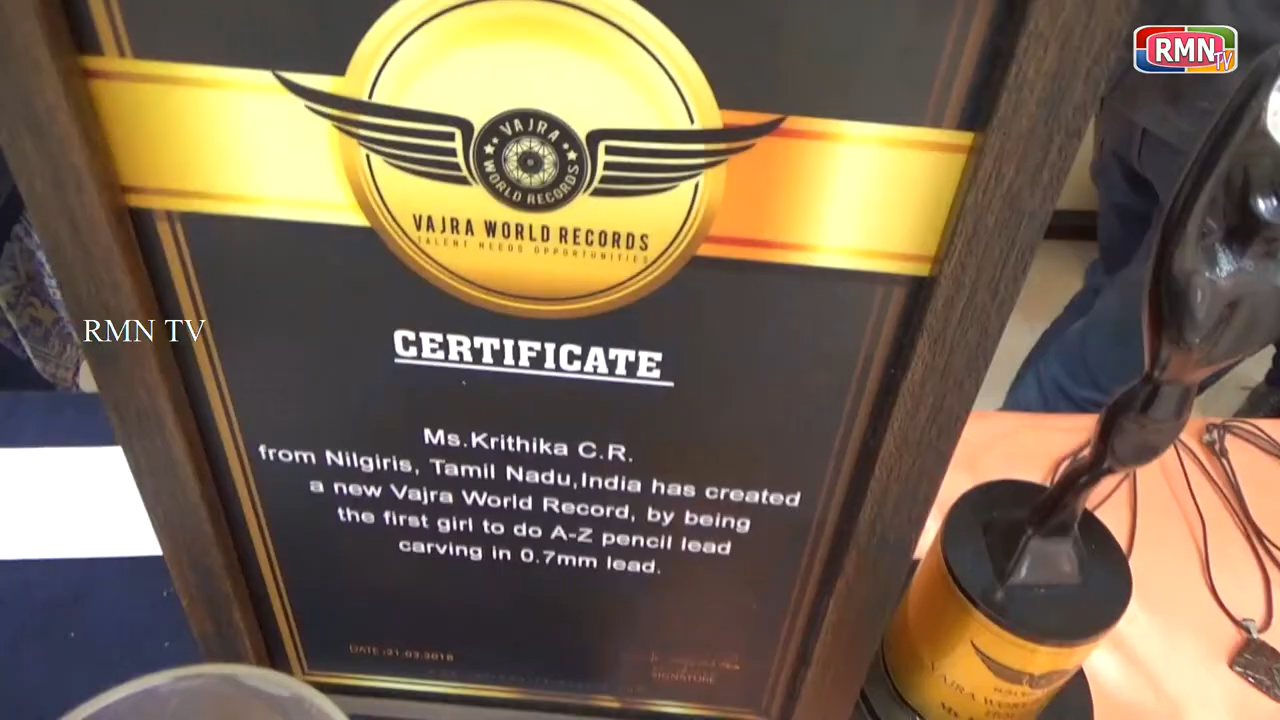 RMN
TV
VAJRA
WORLD RECORDS
VAJRA WORLD RECORDS
TALENT NEEDS OPPORTUNITIES
RMN TV
CERTIFICATE
Ms.Krithika C.R.
from Nilgiris, Tamil Nadu,India has created
a new Vajra World Record, by being
the first girl to do A-Z pencil lead
carving in 0.7mm lead.
DATE :21.03.2018
SIGNATURE